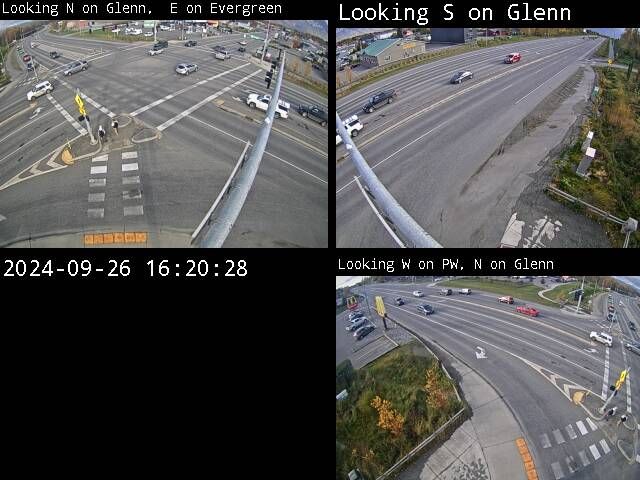 Looking N on Glenn, E on Evergreen
Looking S on Glenn
2024-09-26 16:20:28
Looking W on PW, N on Glenn